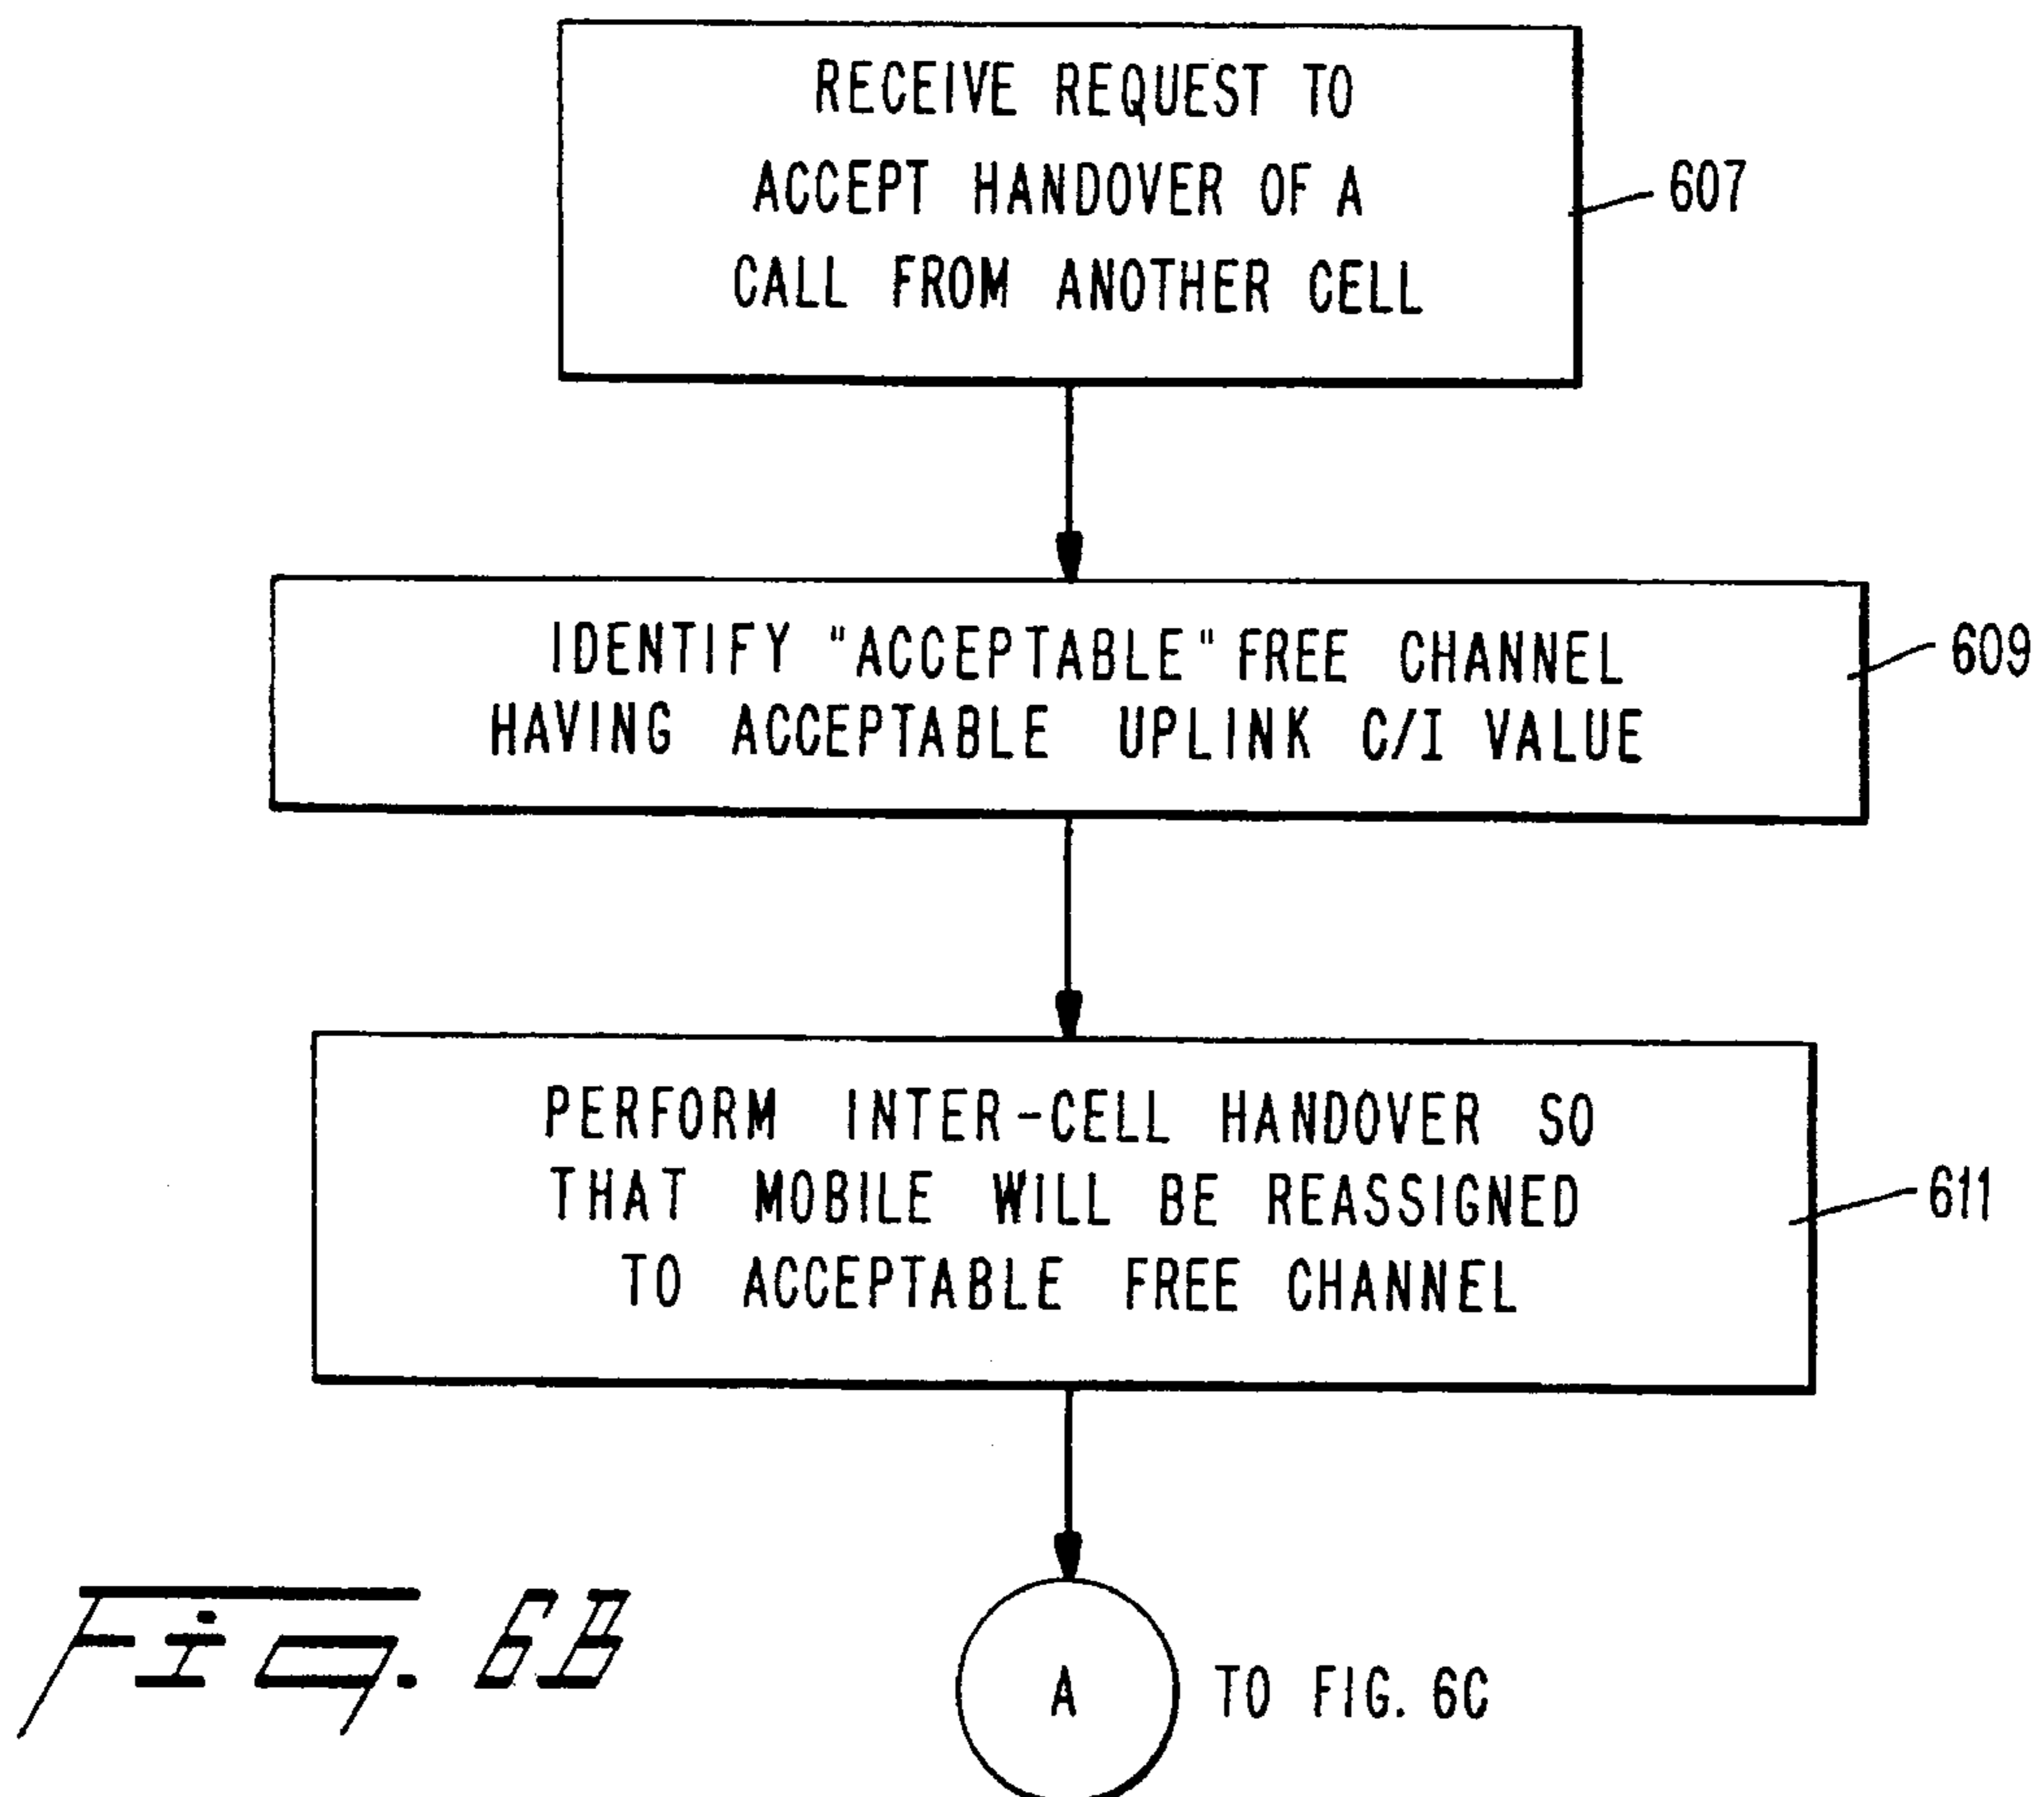 RECEIVE REQUEST TO
ACCEPT HANDOVER OF A
CALL FROM ANOTHER CELL
607
IDENTIFY "ACCEPTABLE" FREE CHANNEL
HAVING ACCEPTABLE UPLINK C/I VALUE
609
PERFORM INTER-CELL HANDOVER SO
THAT MOBILE WILL BE REASSIGNED
TO ACCEPTABLE FREE CHANNEL
611
A TO FIG. 6C
Fig. 6B